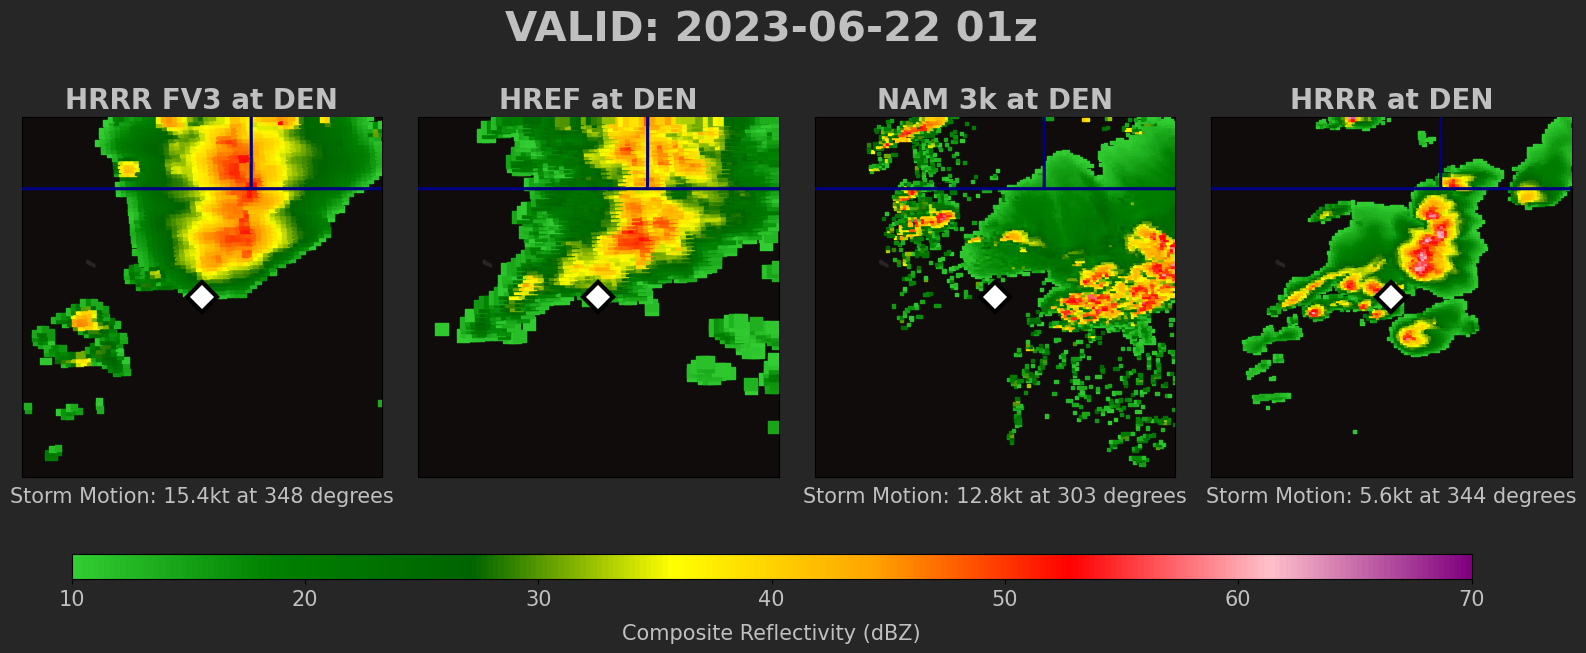 VALID: 2023-06-22 01z
HRRR FV3 at DEN
HREF at DEN
NAM 3k at DEN
HRRR at DEN
Storm Motion: 15.4kt at 348 degrees
Storm Motion: 12.8kt at 303 degrees
Storm Motion: 5.6kt at 344 degrees
10 20 30 40 50 60 70
Composite Reflectivity (dBZ)